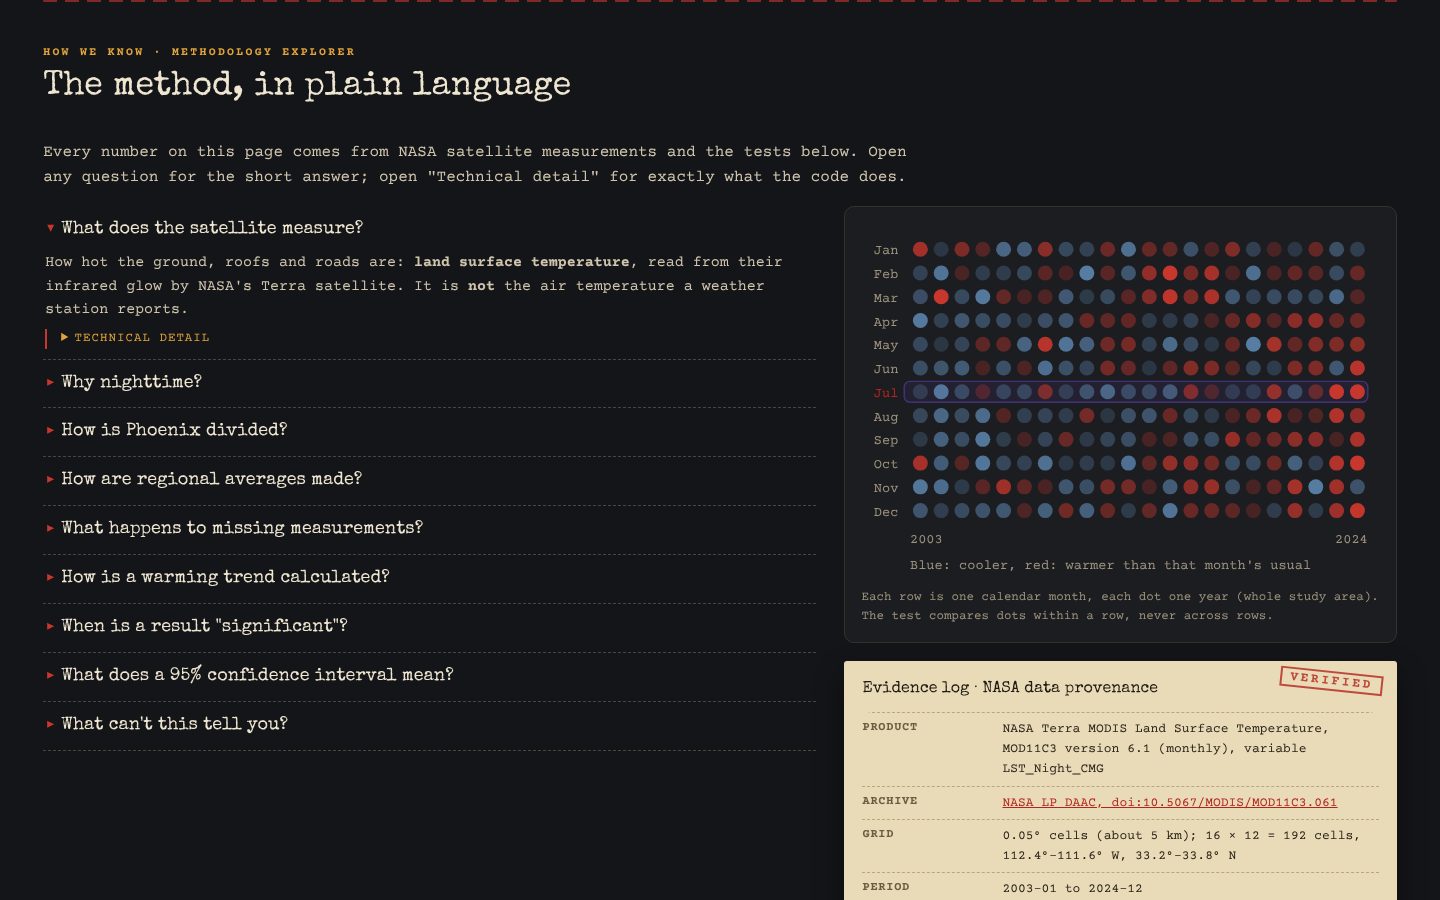 HOW WE KNOW · METHODOLOGY EXPLORER
The method, in plain language
Every number on this page comes from NASA satellite measurements and the tests below. Open
any question for the short answer; open "Technical detail" for exactly what the code does.
What does the satellite measure?
How hot the ground, roofs and roads are: land surface temperature, read from their
infrared glow by NASA's Terra satellite. It is not the air temperature a weather
station reports.
TECHNICAL DETAIL
Why nighttime?
How is Phoenix divided?
How are regional averages made?
What happens to missing measurements?
How is a warming trend calculated?
When is a result "significant"?
What does a 95% confidence interval mean?
What can't this tell you?
Jan
Feb
Mar
Apr
May
Jun
Jul
Aug
Sep
Oct
Nov
Dec
2003 2024
Blue: cooler, red: warmer than that month's usual
Each row is one calendar month, each dot one year (whole study area).
The test compares dots within a row, never across rows.
Evidence log · NASA data provenance
VERIFIED
PRODUCT NASA Terra MODIS Land Surface Temperature,
MOD11C3 version 6.1 (monthly), variable
LST_Night_CMG
ARCHIVE NASA LP DAAC, doi:10.5067/MODIS/MOD11C3.061
GRID 0.05° cells (about 5 km); 16 × 12 = 192 cells,
112.4°–111.6° W, 33.2°–33.8° N
PERIOD 2003-01 to 2024-12